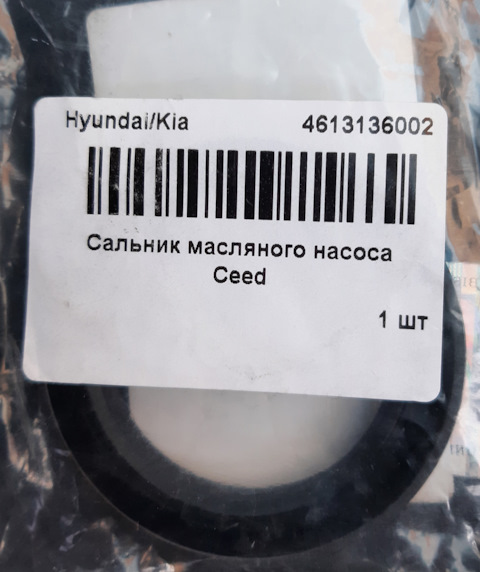 Hyundai/Kia 4613136002
Сальник масляного насоса
Ceed
1 шт